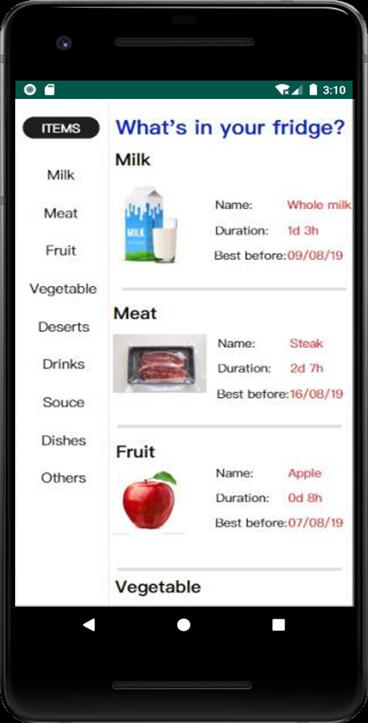 3:10
ITEMS
Milk
Meat
Fruit
Vegetable
Deserts
Drinks
Souce
Dishes
Others
What's in your fridge?
Milk
MILK
Name: Whole milk
Duration: 1d 3h
Best before: 09/08/19
Meat
Name: Steak
Duration: 2d 7h
Best before: 16/08/19
Fruit
Name: Apple
Duration: 0d 8h
Best before: 07/08/19
Vegetable